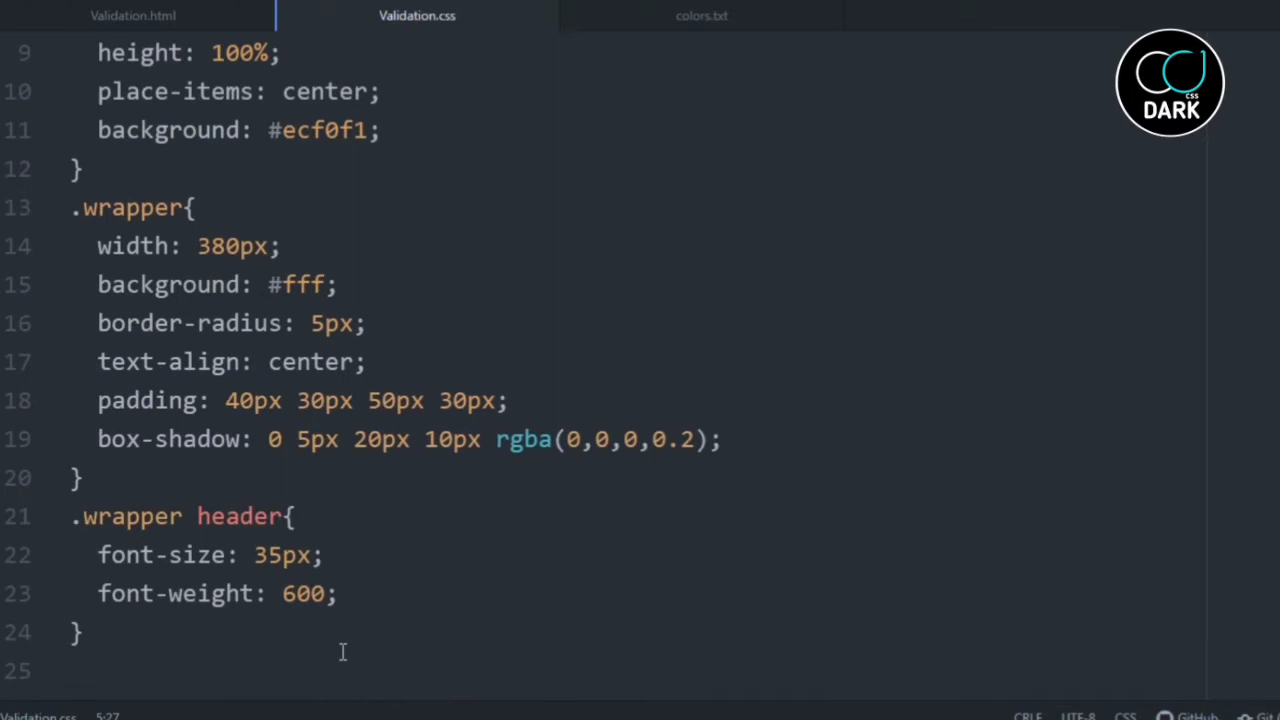 Validation.html Validation.css colors.txt
9 height: 100%;
10 place-items: center;
11 background: #ecf0f1;
12 }
13 .wrapper{
14 width: 380px;
15 background: #fff;
16 border-radius: 5px;
17 text-align: center;
18 padding: 40px 30px 50px 30px;
19 box-shadow: 0 5px 20px 10px rgba(0,0,0,0.2);
20 }
21 .wrapper header{
22 font-size: 35px;
23 font-weight: 600;
24 }
25
css
DARK
Validation.css 5:27 CRLF UTF-8 CSS GitHub Git